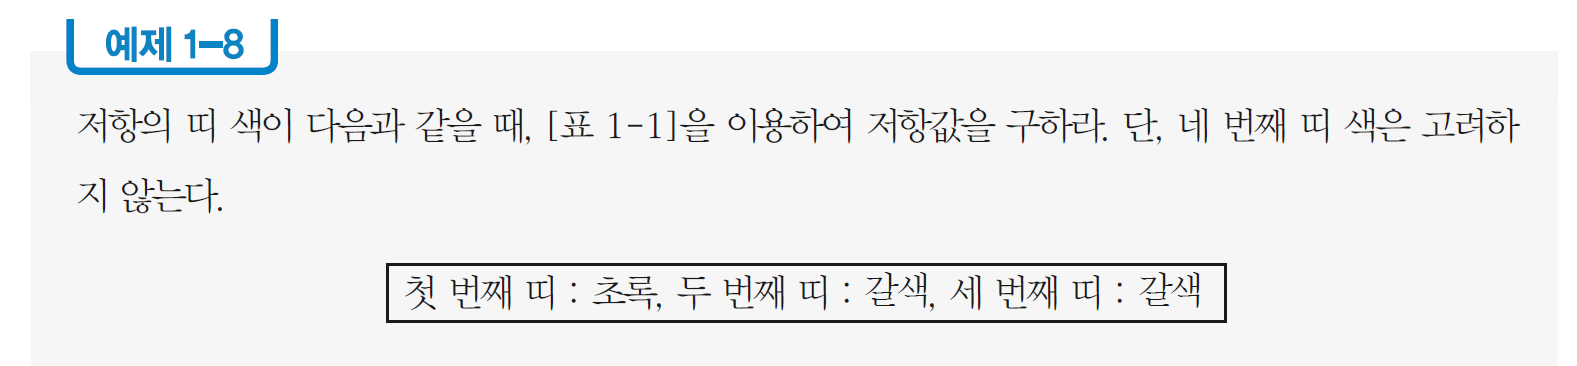 예제 1-8
저항의 띠 색이 다음과 같을 때, [표 1-1]을 이용하여 저항값을 구하라. 단, 네 번째 띠 색은 고려하
지 않는다.
첫 번째 띠 : 초록, 두 번째 띠 : 갈색, 세 번째 띠 : 갈색